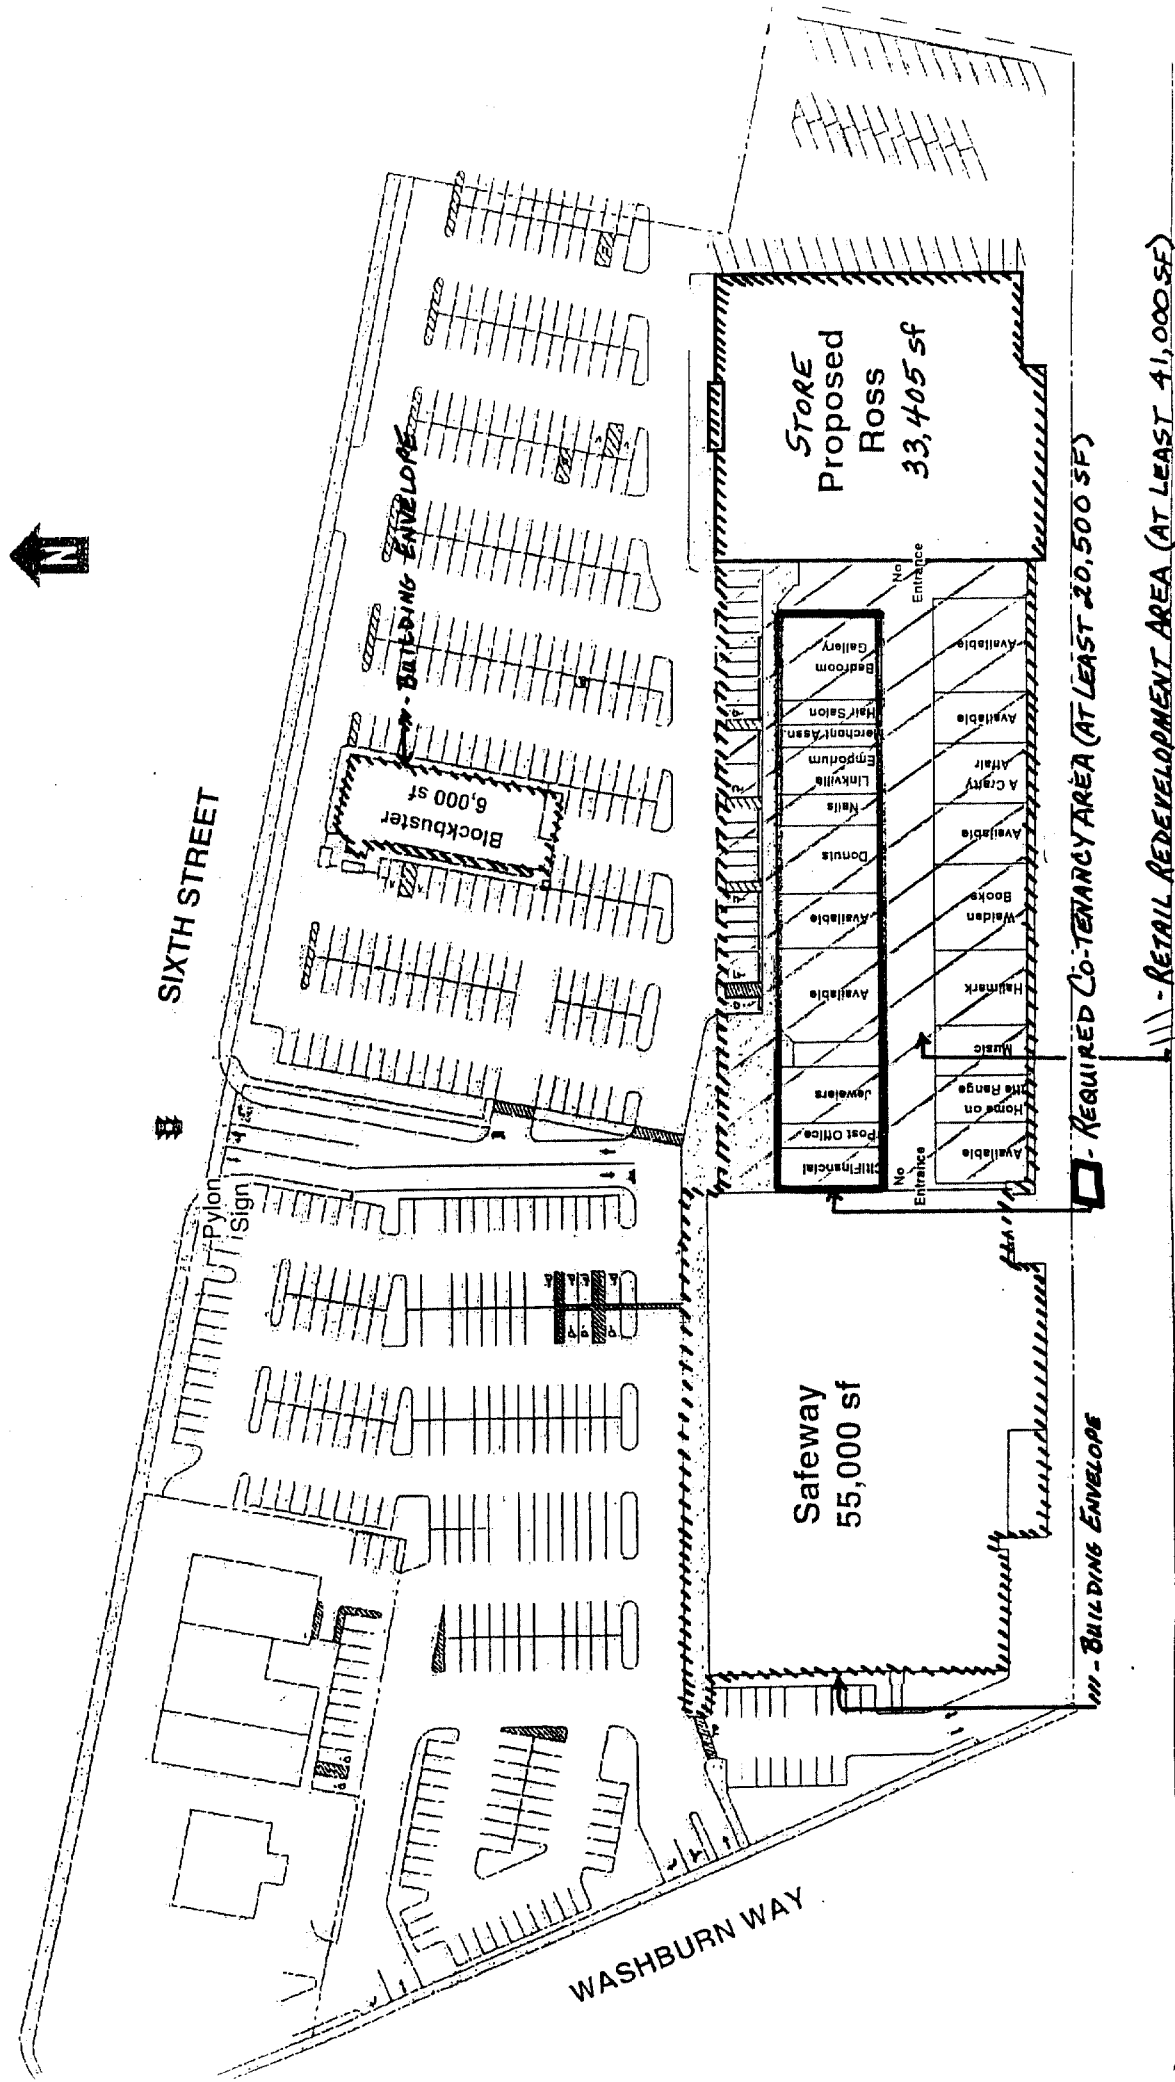 N
SIXTH STREET
Pylon
Sign
WASHBURN WAY
Blockbuster
6,000 sf
- BUILDING ENVELOPE
Safeway
55,000 sf
STORE
Proposed
Ross
33,405 sf
No
Entrance
CitiFinancial
Post Office
Jewelers
Available
Available
Donuts
Nails
Linkville
Emporium
Merchant Assn.
Hair Salon
Badroom
Gallery
No
Entrance
Available
Home on
the Range
Music
Hallmark
Walden
Books
Available
A Crafty
Affair
Available
Available
/// - BUILDING ENVELOPE
- REQUIRED CO-TENANCY AREA (AT LEAST 20,500 SF)
\\\ - RETAIL REDEVELOPMENT AREA (AT LEAST 41,000 SF)